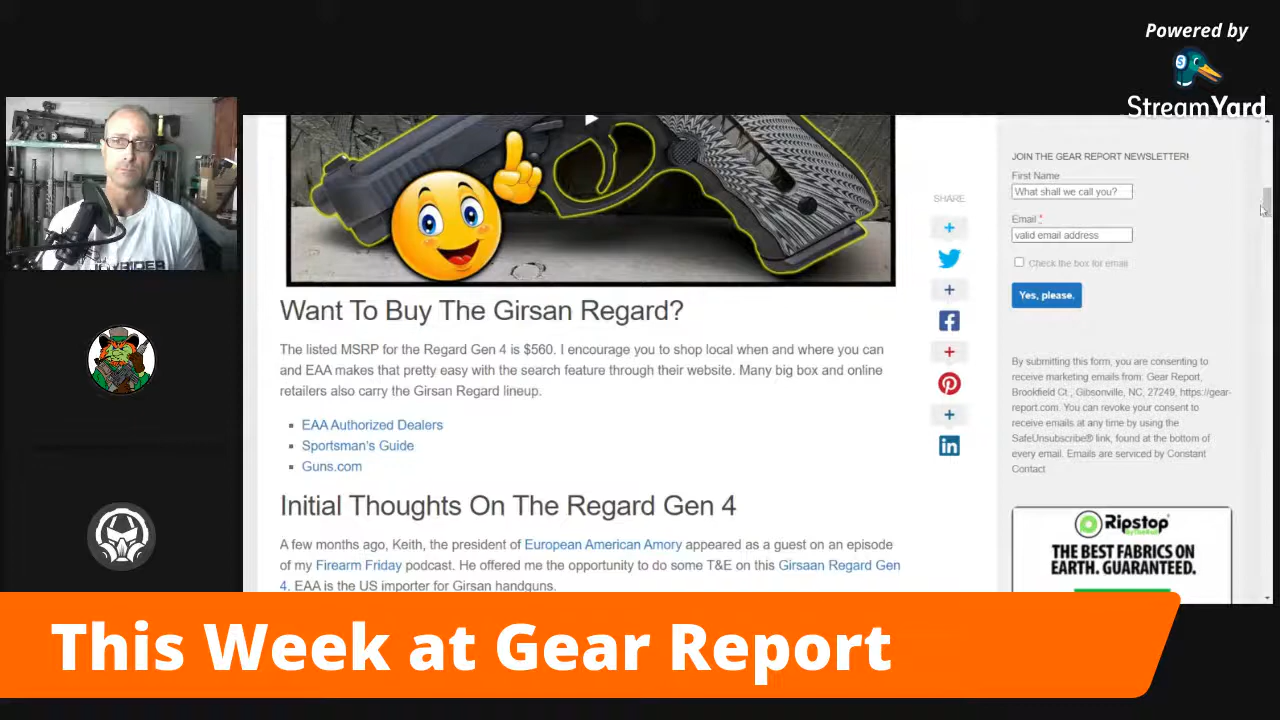 Powered by
StreamYard
JOIN THE GEAR REPORT NEWSLETTER!
First Name
What shall we call you?
Email *
valid email address
Check the box for email
Yes, please.
SHARE
Want To Buy The Girsan Regard?
The listed MSRP for the Regard Gen 4 is $560. I encourage you to shop local when and where you can
and EAA makes that pretty easy with the search feature through their website. Many big box and online
retailers also carry the Girsan Regard lineup.
EAA Authorized Dealers
Sportsman's Guide
Guns.com
Initial Thoughts On The Regard Gen 4
A few months ago, Keith, the president of European American Amory appeared as a guest on an episode
of my Firearm Friday podcast. He offered me the opportunity to do some T&E on this Girsaan Regard Gen
4. EAA is the US importer for Girsan handguns.
By submitting this form, you are consenting to
receive marketing emails from: Gear Report,
Brookfield Ct., Gibsonville, NC, 27249, https://gear-
report.com. You can revoke your consent to
receive emails at any time by using the
SafeUnsubscribe® link, found at the bottom of
every email. Emails are serviced by Constant
Contact
Ripstop
THE BEST FABRICS ON
EARTH. GUARANTEED.
This Week at Gear Report